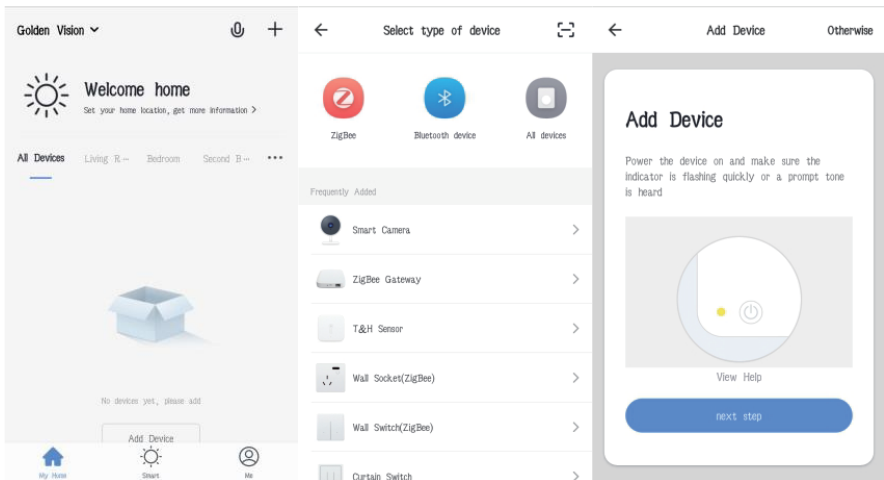 Golden Vision
Welcome home
Set your home location, get more information >
All Devices Living R… Bedroom Second B… •••
No devices yet, please add
Add Device
My Home Smart Me
Select type of device
ZigBee Bluetooth device All devices
Frequently Added
Smart Camera
ZigBee Gateway
T&H Sensor
Wall Socket(ZigBee)
Wall Switch(ZigBee)
Curtain Switch
Add Device Otherwise
Add Device
Power the device on and make sure the
indicator is flashing quickly or a prompt tone
is heard
View Help
next step